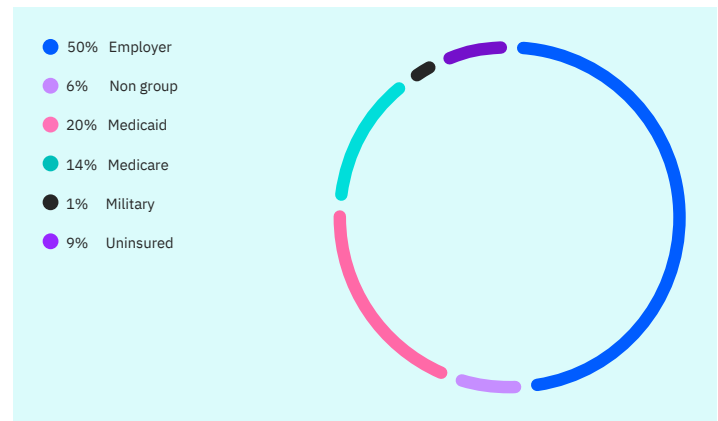 50% Employer
6% Non group
20% Medicaid
14% Medicare
1% Military
9% Uninsured